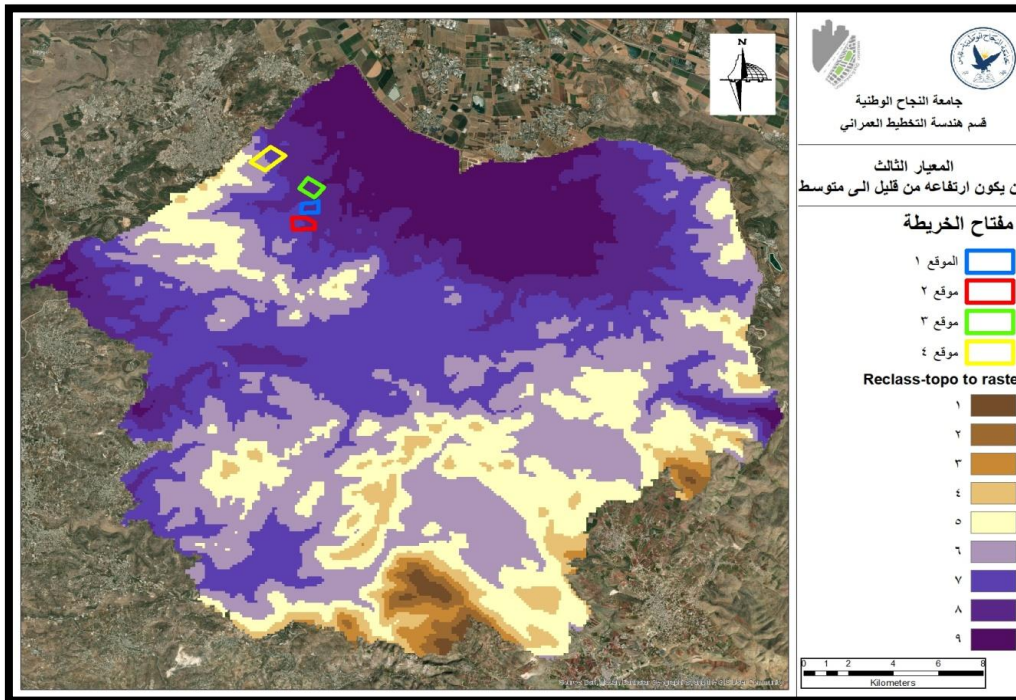 N
جامعة النجاح الوطنية
قسم هندسة التخطيط العمراني
المعيار الثالث
ن يكون ارتفاعه من قليل الى متوسط
مفتاح الخريطة
الموقع ١
موقع ٢
موقع ٣
موقع ٤
Reclass-topo to raste
١
٢
٣
٤
٥
٦
٧
٨
٩
0 1 2 4 6 8
Kilometers